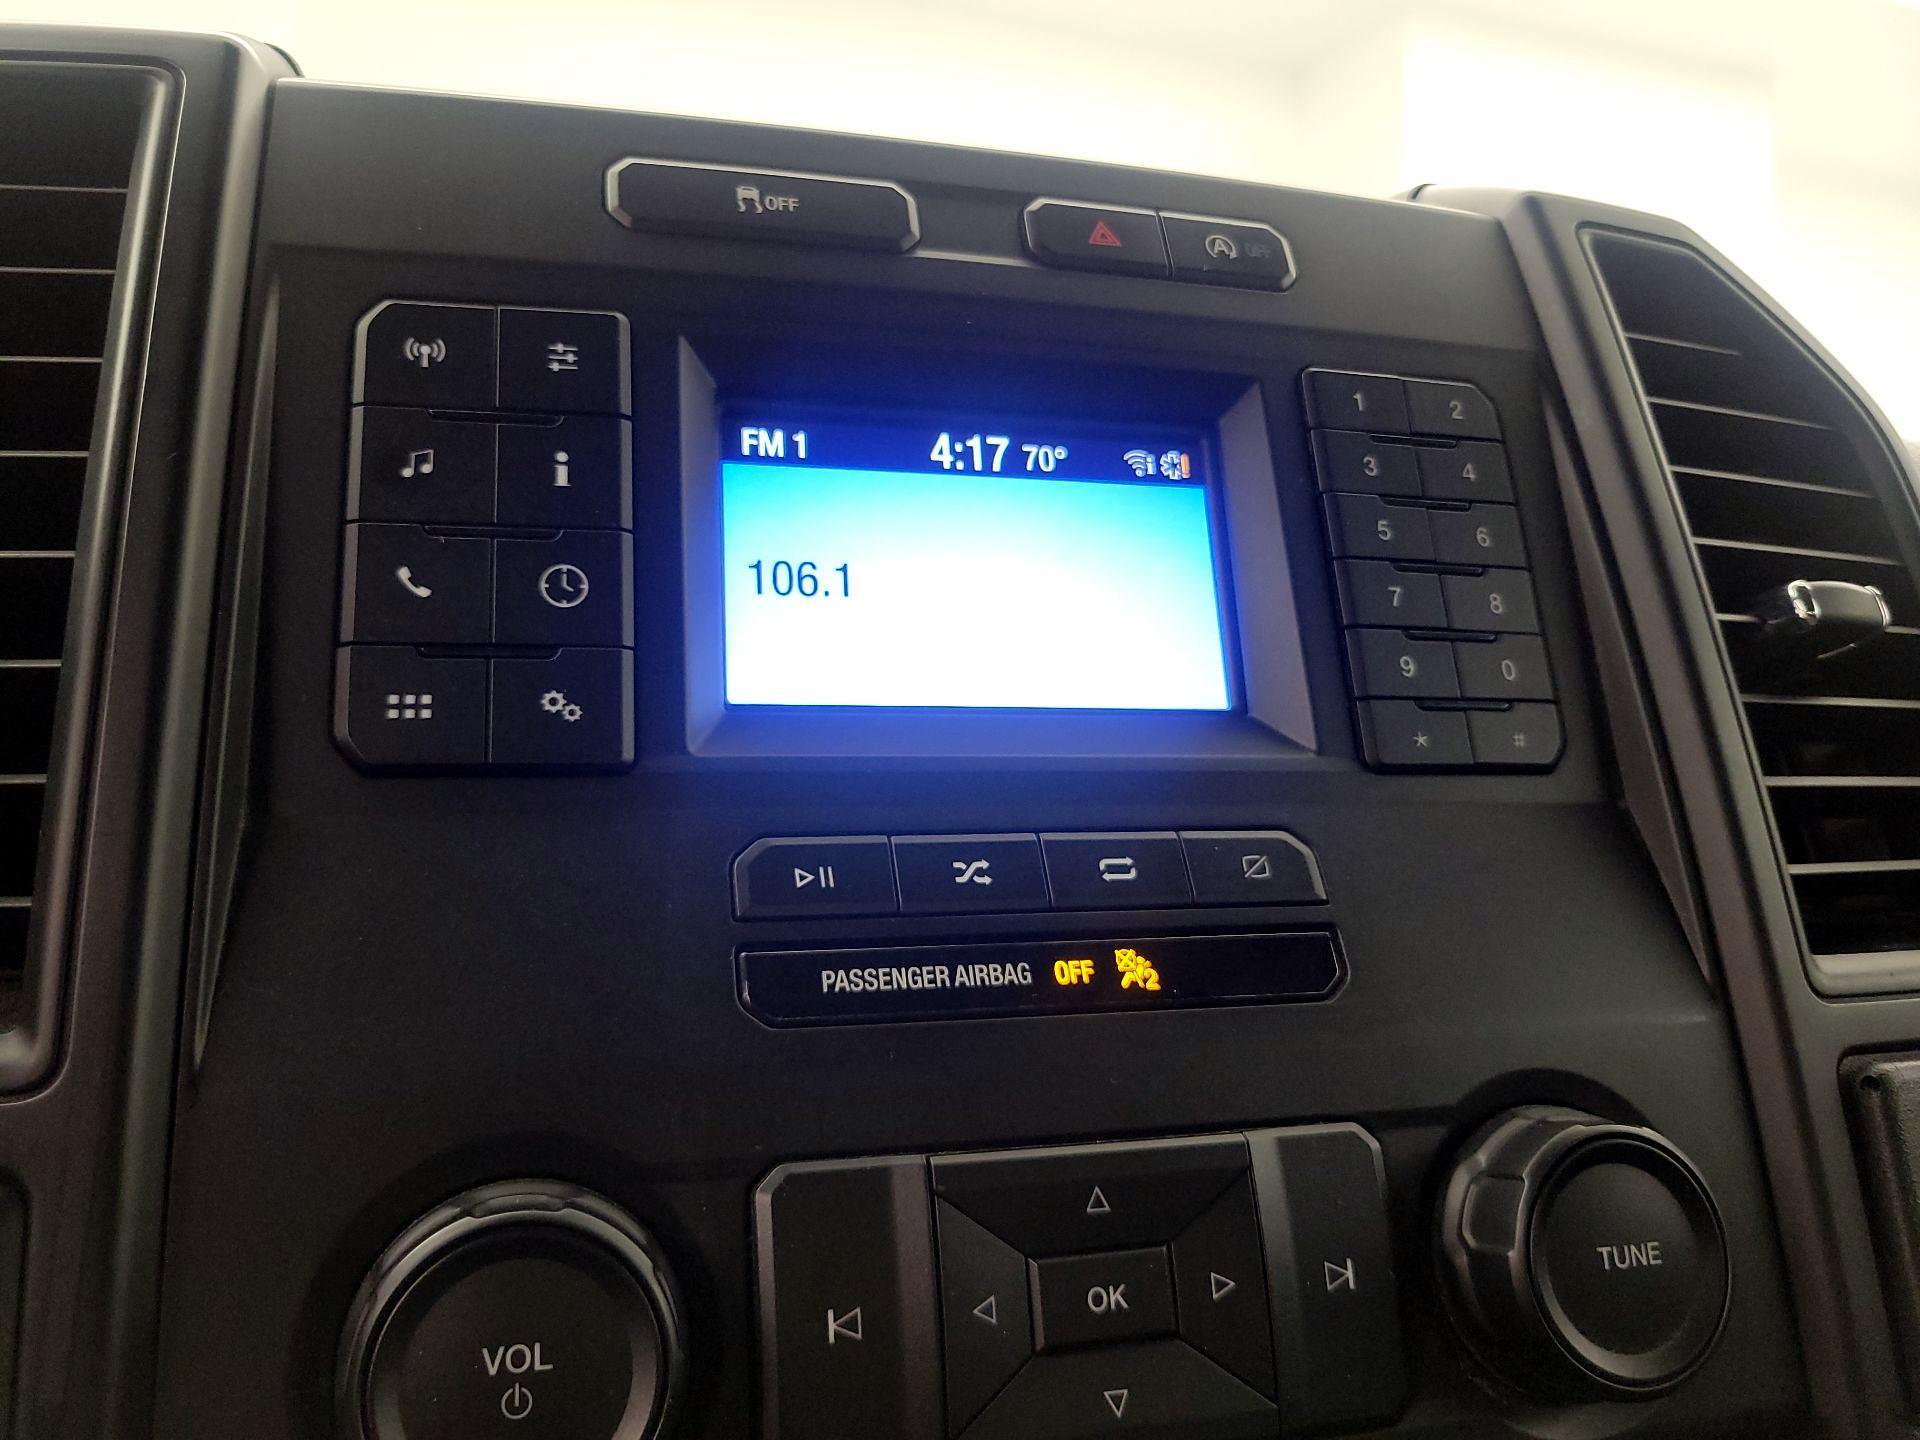 OFF
A OFF
FM 1 4:17 70°
106.1
1 2
3 4
5 6
7 8
9 0
* #
PASSENGER AIRBAG OFF 2
OK
TUNE
VOL